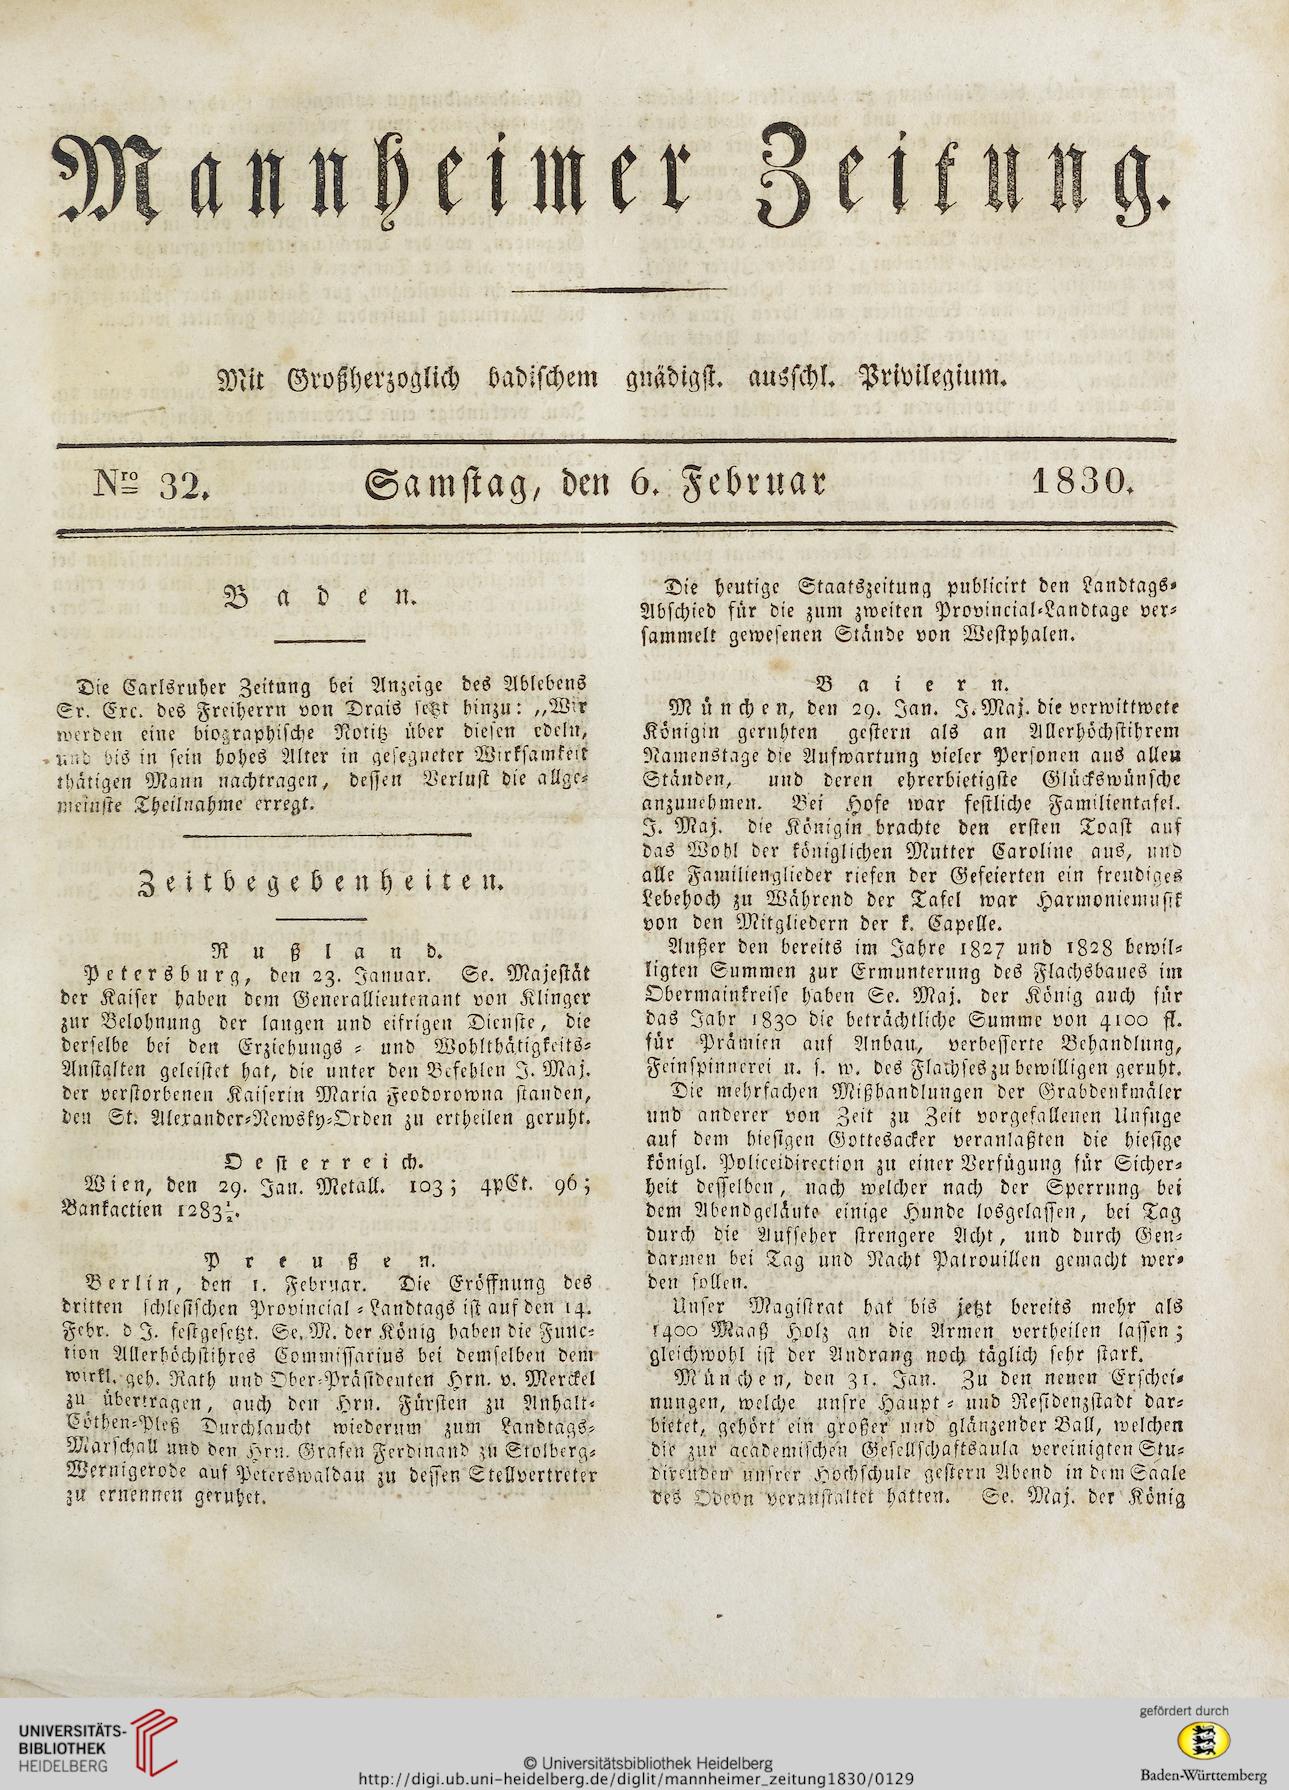 Mannheimer Zeitung.
Mit Großherzoglich badischem gnädigst. ausschl. Privilegium.
Nro 32. Samstag, den 6. Februar 1830.
Baden.
Die Carlsruher Zeitung bei Anzeige des Ablebens
Sr. Exc. des Freiherrn von Drais setzt hinzu: „Wir
werden eine biographische Notitz über diesen edeln,
und bis in sein hohes Alter in gesegneter Wirksamkeit
thätigen Mann nachtragen, dessen Verlust die allge-
meinste Theilnahme erregt.
Zeitbegebenheiten.
Rußland.
Petersburg, den 23. Januar. Se. Majestät
der Kaiser haben dem Generallieutenant von Klinger
zur Belohnung der langen und eifrigen Dienste, die
derselbe bei den Erziehungs- und Wohlthätigkeits-
Anstalten geleistet hat, die unter den Befehlen J. Maj.
der verstorbenen Kaiserin Maria Feodorowna standen,
den St. Alexander-Newsky-Orden zu ertheilen geruht.
Oesterreich.
Wien, den 29. Jan. Metall. 103; 4pCt. 96;
Bankactien 1283½.
Preußen.
Berlin, den 1. Februar. Die Eröffnung des
dritten schlesischen Provincial-Landtags ist auf den 14.
Febr. d J. festgesetzt. Se. M. der König haben die Func-
tion Allerhöchstihres Commissarius bei demselben dem
wirkl. geh. Rath und Ober-Präsidenten Hrn. v. Merckel
zu übertragen, auch den Hrn. Fürsten zu Anhalt-
Cöthen-Pleß Durchlaucht wiederum zum Landtags-
Marschall und den Hrn. Grafen Ferdinand zu Stolberg-
Wernigerode auf Peterswaldau zu dessen Stellvertreter
zu ernennen geruhet.
Die heutige Staatszeitung publicirt den Landtags-
Abschied für die zum zweiten Provincial-Landtage ver-
sammelt gewesenen Stände von Westphalen.
Baiern.
München, den 29. Jan. J. Maj. die verwittwete
Königin geruhten gestern als an Allerhöchstihrem
Namenstage die Aufwartung vieler Personen aus allen
Ständen, und deren ehrerbietigste Glückswünsche
anzunehmen. Bei Hofe war festliche Familientafel.
J. Maj. die Königin brachte den ersten Toast auf
das Wohl der königlichen Mutter Caroline aus, und
alle Familienglieder riefen der Gefeierten ein freudiges
Lebehoch zu Während der Tafel war Harmoniemusik
von den Mitgliedern der k. Capelle.
Außer den bereits im Jahre 1827 und 1828 bewil-
ligten Summen zur Ermunterung des Flachsbaues im
Obermainkreise haben Se. Maj. der König auch für
das Jahr 1830 die beträchtliche Summe von 4100 fl.
für Prämien auf Anbau, verbesserte Behandlung,
Feinspinnerei u. s. w. des Flachses zu bewilligen geruht.
Die mehrfachen Mißhandlungen der Grabdenkmäler
und anderer von Zeit zu Zeit vorgefallenen Unfuge
auf dem hiesigen Gottesacker veranlaßten die hiesige
königl. Policeidirection zu einer Verfügung für Sicher-
heit desselben, nach welcher nach der Sperrung bei
dem Abendgeläute einige Hunde losgelassen, bei Tag
durch die Aufseher strengere Acht, und durch Gen-
darmen bei Tag und Nacht Patrouillen gemacht wer-
den sollen.
Unser Magistrat hat bis jetzt bereits mehr als
1400 Maaß Holz an die Armen vertheilen lassen;
gleichwohl ist der Andrang noch täglich sehr stark.
München, den 31. Jan. Zu den neuen Erschei-
nungen, welche unsre Haupt- und Residenzstadt dar-
bietet, gehört ein großer und glänzender Ball, welchen
die zur academischen Gesellschaftsaula vereinigten Stu-
direnden unsrer Hochschule gestern Abend in dem Saale
des Odeon veranstaltet hatten. Se. Maj. der König
UNIVERSITÄTS-
BIBLIOTHEK
HEIDELBERG
© Universitätsbibliothek Heidelberg
http://digi.ub.uni-heidelberg.de/diglit/mannheimer_zeitung1830/0129
gefördert durch
Baden-Württemberg